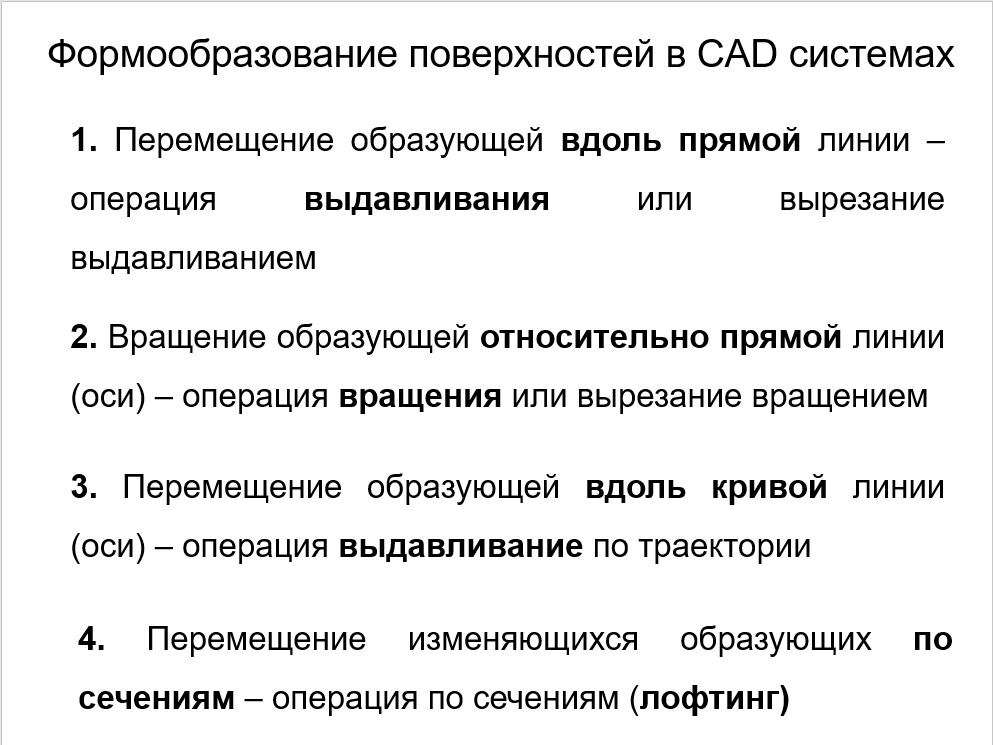 Формообразование поверхностей в CAD системах
1. Перемещение образующей вдоль прямой линии –
операция выдавливания или вырезание
выдавливанием
2. Вращение образующей относительно прямой линии
(оси) – операция вращения или вырезание вращением
3. Перемещение образующей вдоль кривой линии
(оси) – операция выдавливание по траектории
4. Перемещение изменяющихся образующих по
сечениям – операция по сечениям (лофтинг)